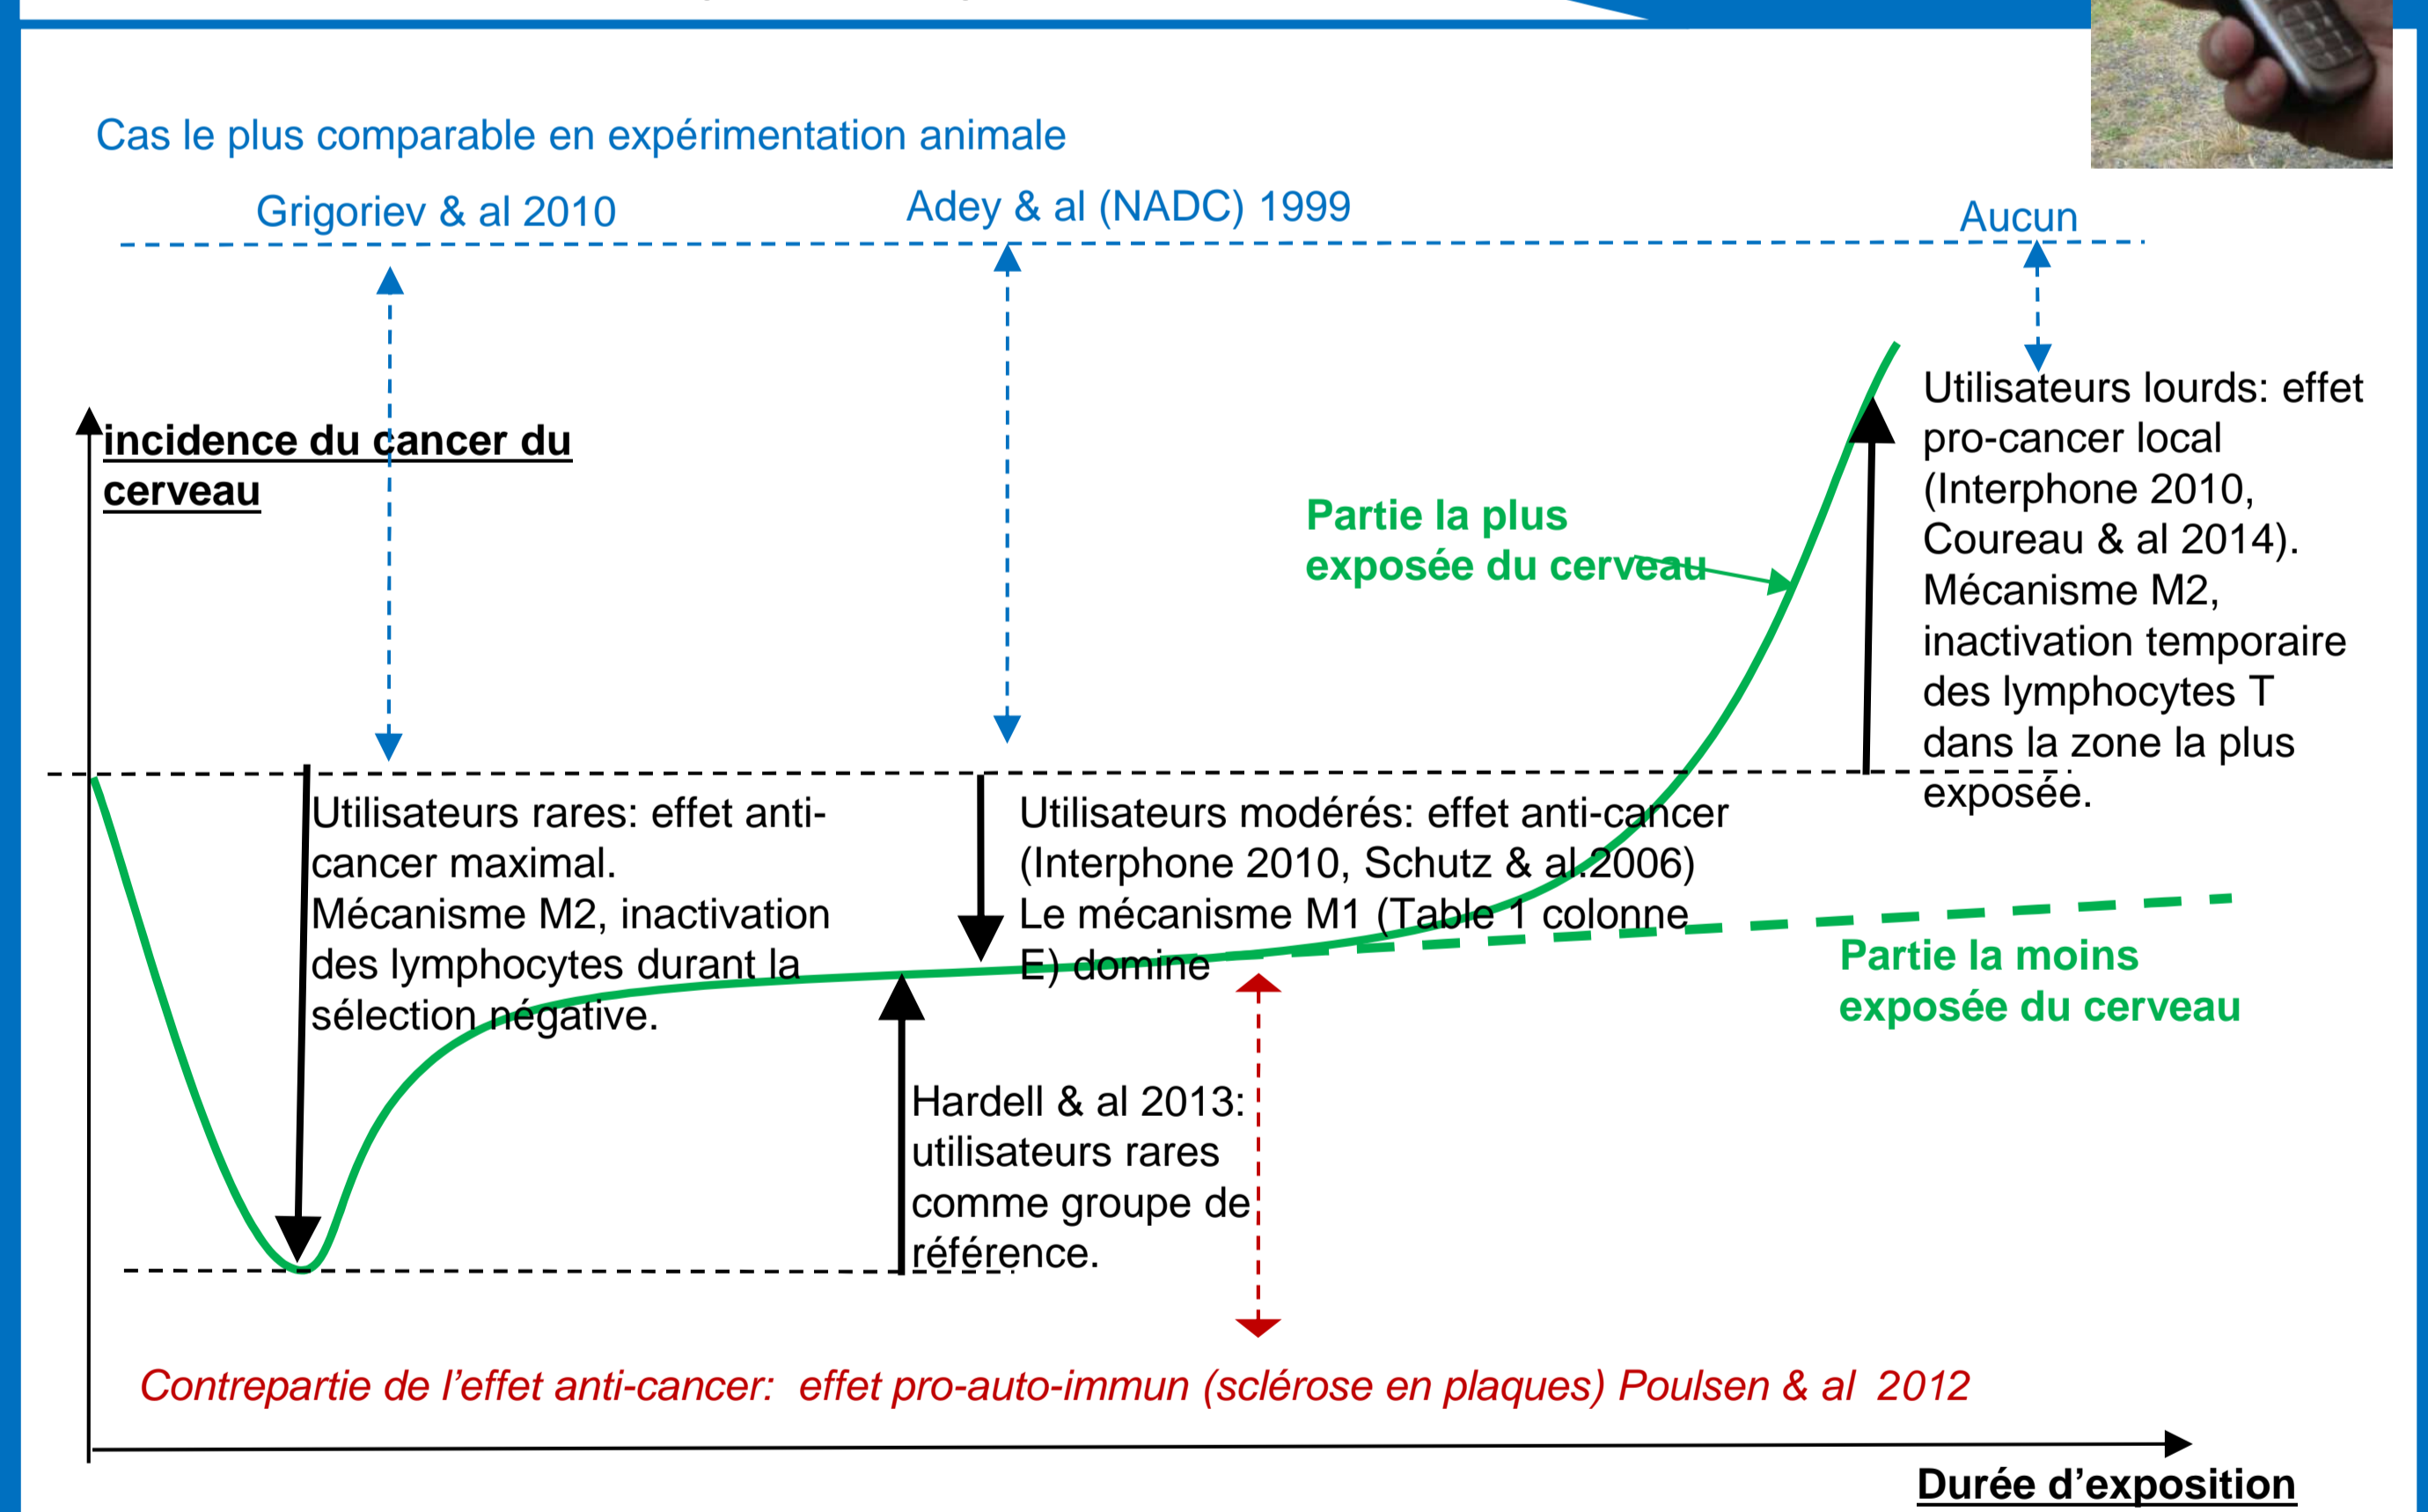 Cas le plus comparable en expérimentation animale
Grigoriev & al 2010
Adey & al (NADC) 1999
Aucun
incidence du cancer du
cerveau
Partie la plus
exposée du cerveau
Utilisateurs lourds: effet
pro-cancer local
(Interphone 2010,
Coureau & al 2014).
Mécanisme M2,
inactivation temporaire
des lymphocytes T
dans la zone la plus
exposée.
Utilisateurs rares: effet anti-
cancer maximal.
Mécanisme M2, inactivation
des lymphocytes durant la
sélection négative.
Utilisateurs modérés: effet anti-cancer
(Interphone 2010, Schutz & al.2006)
Le mécanisme M1 (Table 1 colonne
E) domine
Partie la moins
exposée du cerveau
Hardell & al 2013:
utilisateurs rares
comme groupe de
référence.
Contrepartie de l'effet anti-cancer:  effet pro-auto-immun (sclérose en plaques) Poulsen & al  2012
Durée d'exposition